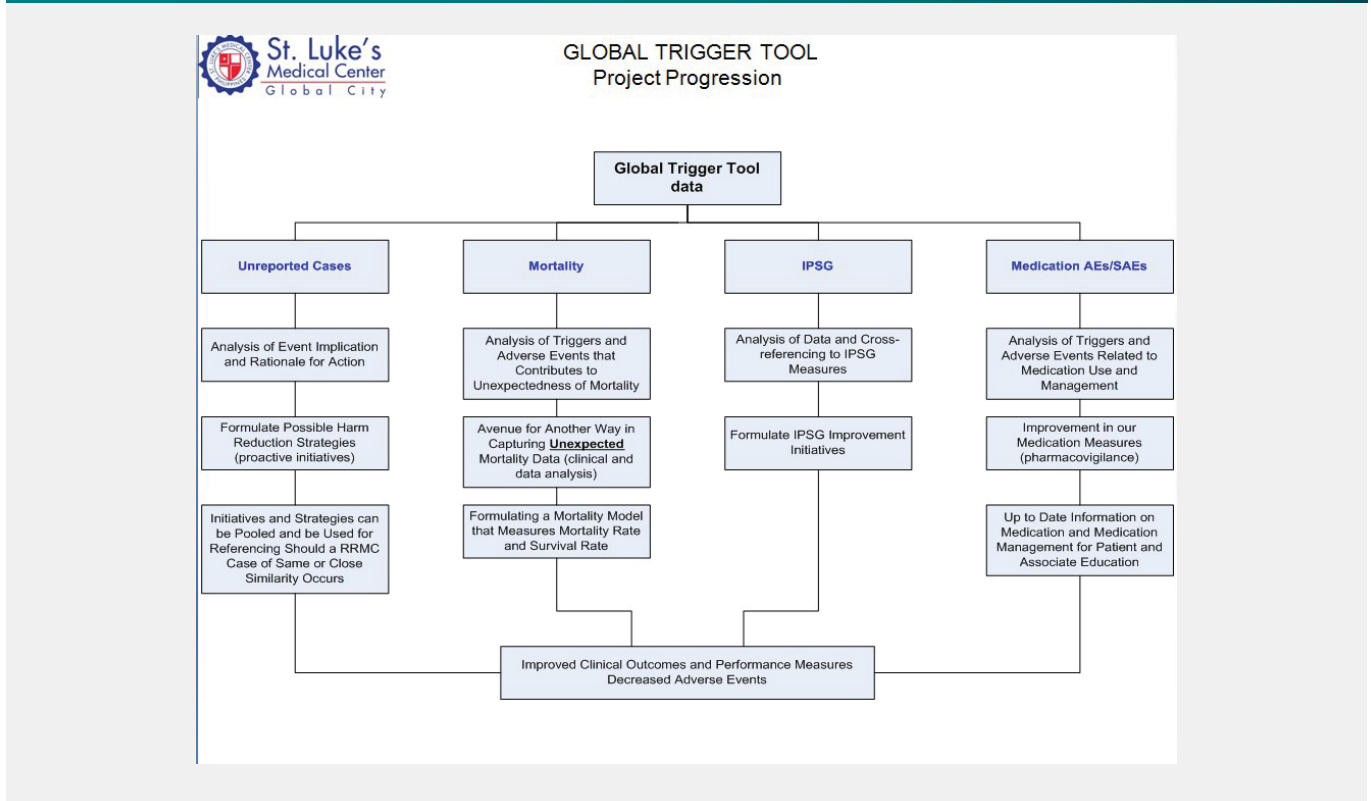 St. Luke's
Medical Center
Global City
GLOBAL TRIGGER TOOL
Project Progression
Global Trigger Tool
data
Unreported Cases
Mortality
IPSG
Medication AEs/SAEs
Analysis of Event Implication
and Rationale for Action
Analysis of Triggers and
Adverse Events that
Contributes to
Unexpectedness of Mortality
Analysis of Data and Cross-
referencing to IPSG
Measures
Analysis of Triggers and
Adverse Events Related to
Medication Use and
Management
Formulate Possible Harm
Reduction Strategies
(proactive initiatives)
Avenue for Another Way in
Capturing Unexpected
Mortality Data (clinical and
data analysis)
Formulate IPSG Improvement
Initiatives
Improvement in our
Medication Measures
(pharmacovigilance)
Initiatives and Strategies can
be Pooled and be Used for
Referencing Should a RRMC
Case of Same or Close
Similarity Occurs
Formulating a Mortality Model
that Measures Mortality Rate
and Survival Rate
Up to Date Information on
Medication and Medication
Management for Patient and
Associate Education
Improved Clinical Outcomes and Performance Measures
Decreased Adverse Events